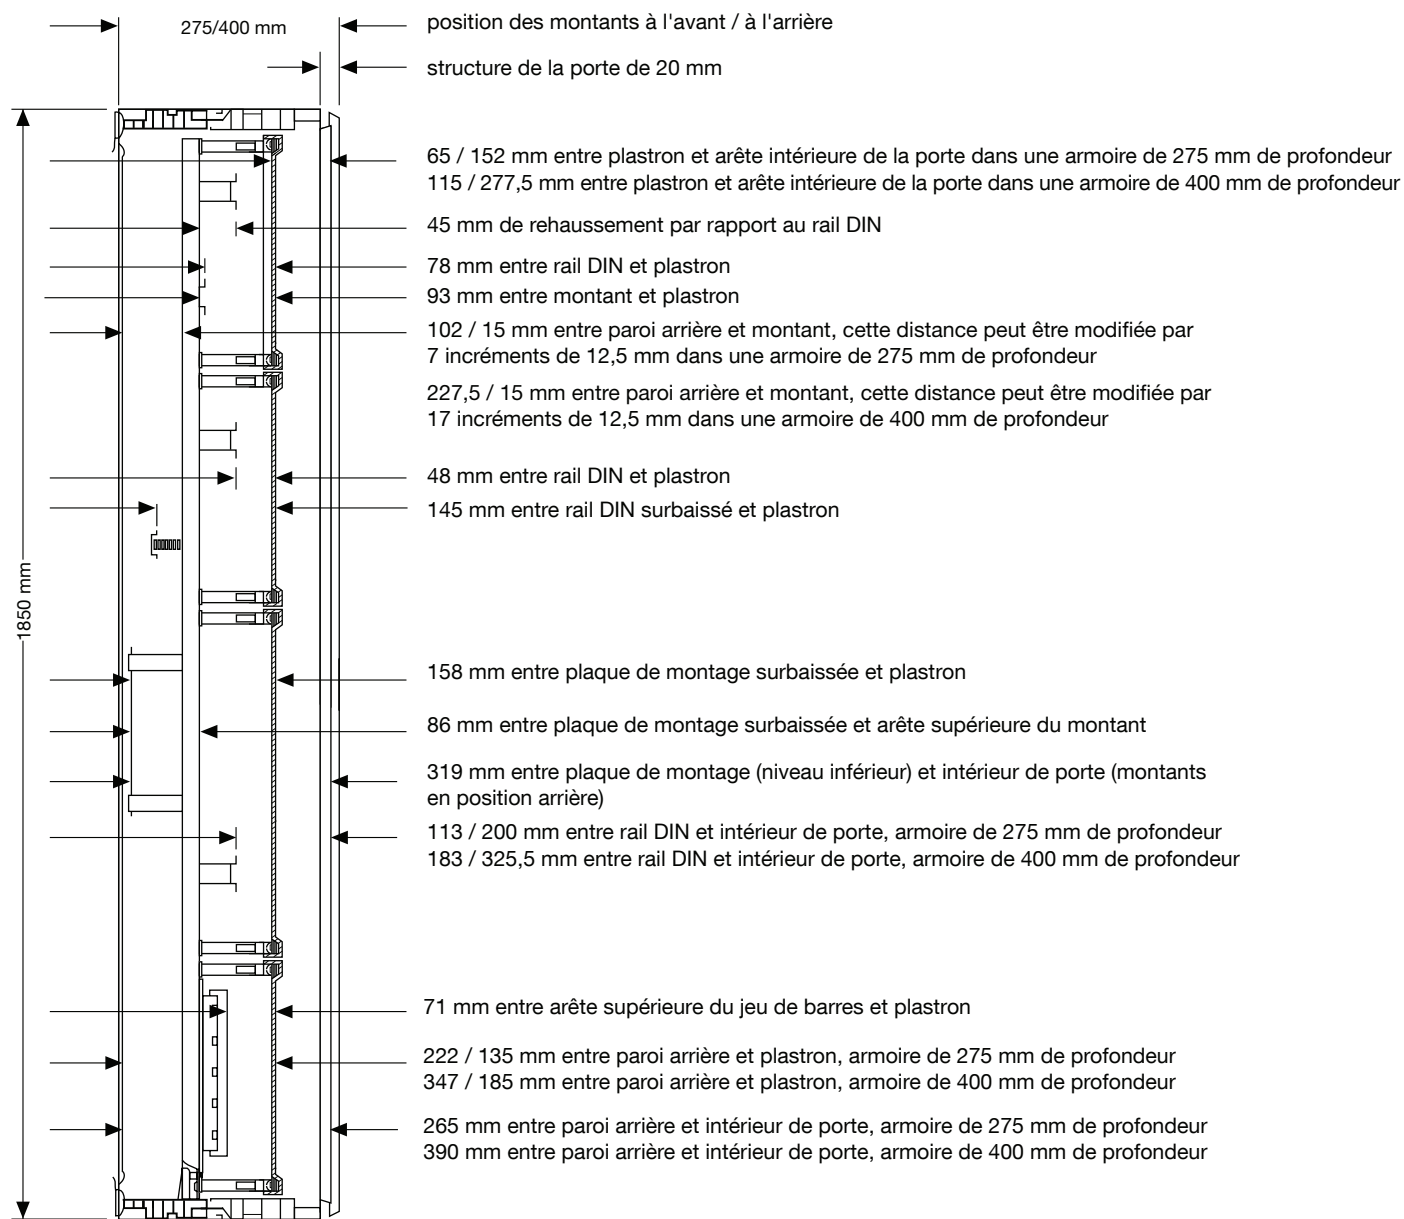 275/400 mm
position des montants à l'avant / à l'arrière
structure de la porte de 20 mm
65 / 152 mm entre plastron et arête intérieure de la porte dans une armoire de 275 mm de profondeur
115 / 277,5 mm entre plastron et arête intérieure de la porte dans une armoire de 400 mm de profondeur
45 mm de rehaussement par rapport au rail DIN
78 mm entre rail DIN et plastron
93 mm entre montant et plastron
102 / 15 mm entre paroi arrière et montant, cette distance peut être modifiée par
7 incréments de 12,5 mm dans une armoire de 275 mm de profondeur
227,5 / 15 mm entre paroi arrière et montant, cette distance peut être modifiée par
17 incréments de 12,5 mm dans une armoire de 400 mm de profondeur
48 mm entre rail DIN et plastron
145 mm entre rail DIN surbaissé et plastron
1850 mm
158 mm entre plaque de montage surbaissée et plastron
86 mm entre plaque de montage surbaissée et arête supérieure du montant
319 mm entre plaque de montage (niveau inférieur) et intérieur de porte (montants
en position arrière)
113 / 200 mm entre rail DIN et intérieur de porte, armoire de 275 mm de profondeur
183 / 325,5 mm entre rail DIN et intérieur de porte, armoire de 400 mm de profondeur
71 mm entre arête supérieure du jeu de barres et plastron
222 / 135 mm entre paroi arrière et plastron, armoire de 275 mm de profondeur
347 / 185 mm entre paroi arrière et plastron, armoire de 400 mm de profondeur
265 mm entre paroi arrière et intérieur de porte, armoire de 275 mm de profondeur
390 mm entre paroi arrière et intérieur de porte, armoire de 400 mm de profondeur